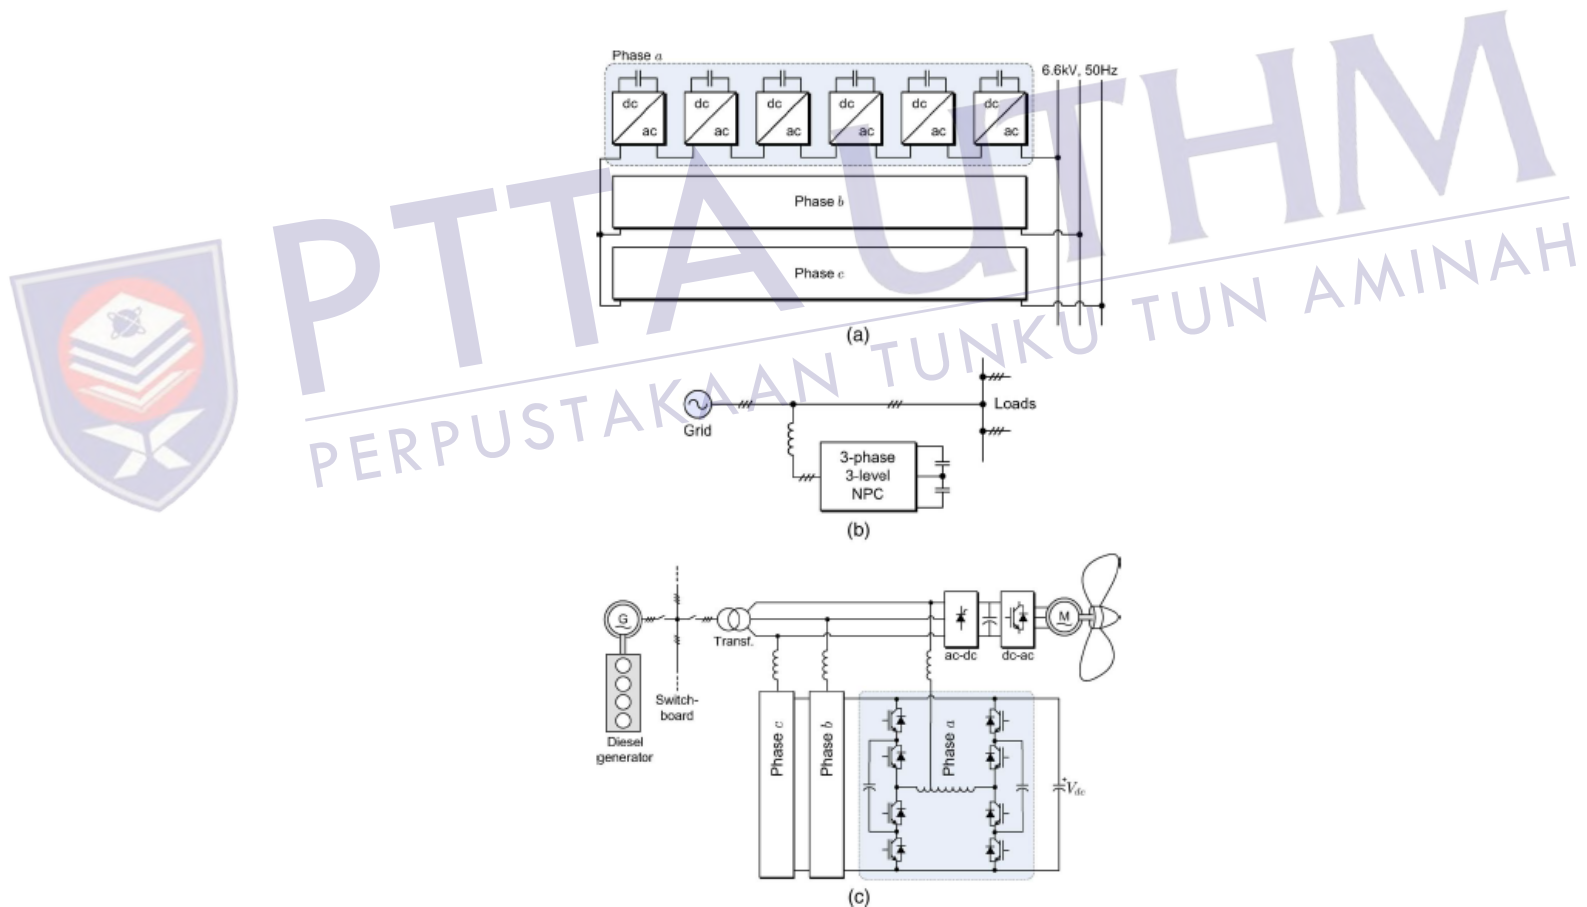 Phase a
6.6kV, 50Hz
dc
ac
dc
ac
dc
ac
dc
ac
dc
ac
dc
ac
Phase b
Phase c
(a)
PTTA UTHM
PERPUSTAKAAN TUNKU TUN AMINAH
Grid
Loads
3-phase
3-level
NPC
(b)
G
Transf.
ac-dc
dc-ac
M
Switch-
board
Diesel
generator
Phase c
Phase b
Phase a
+
Vdc
(c)